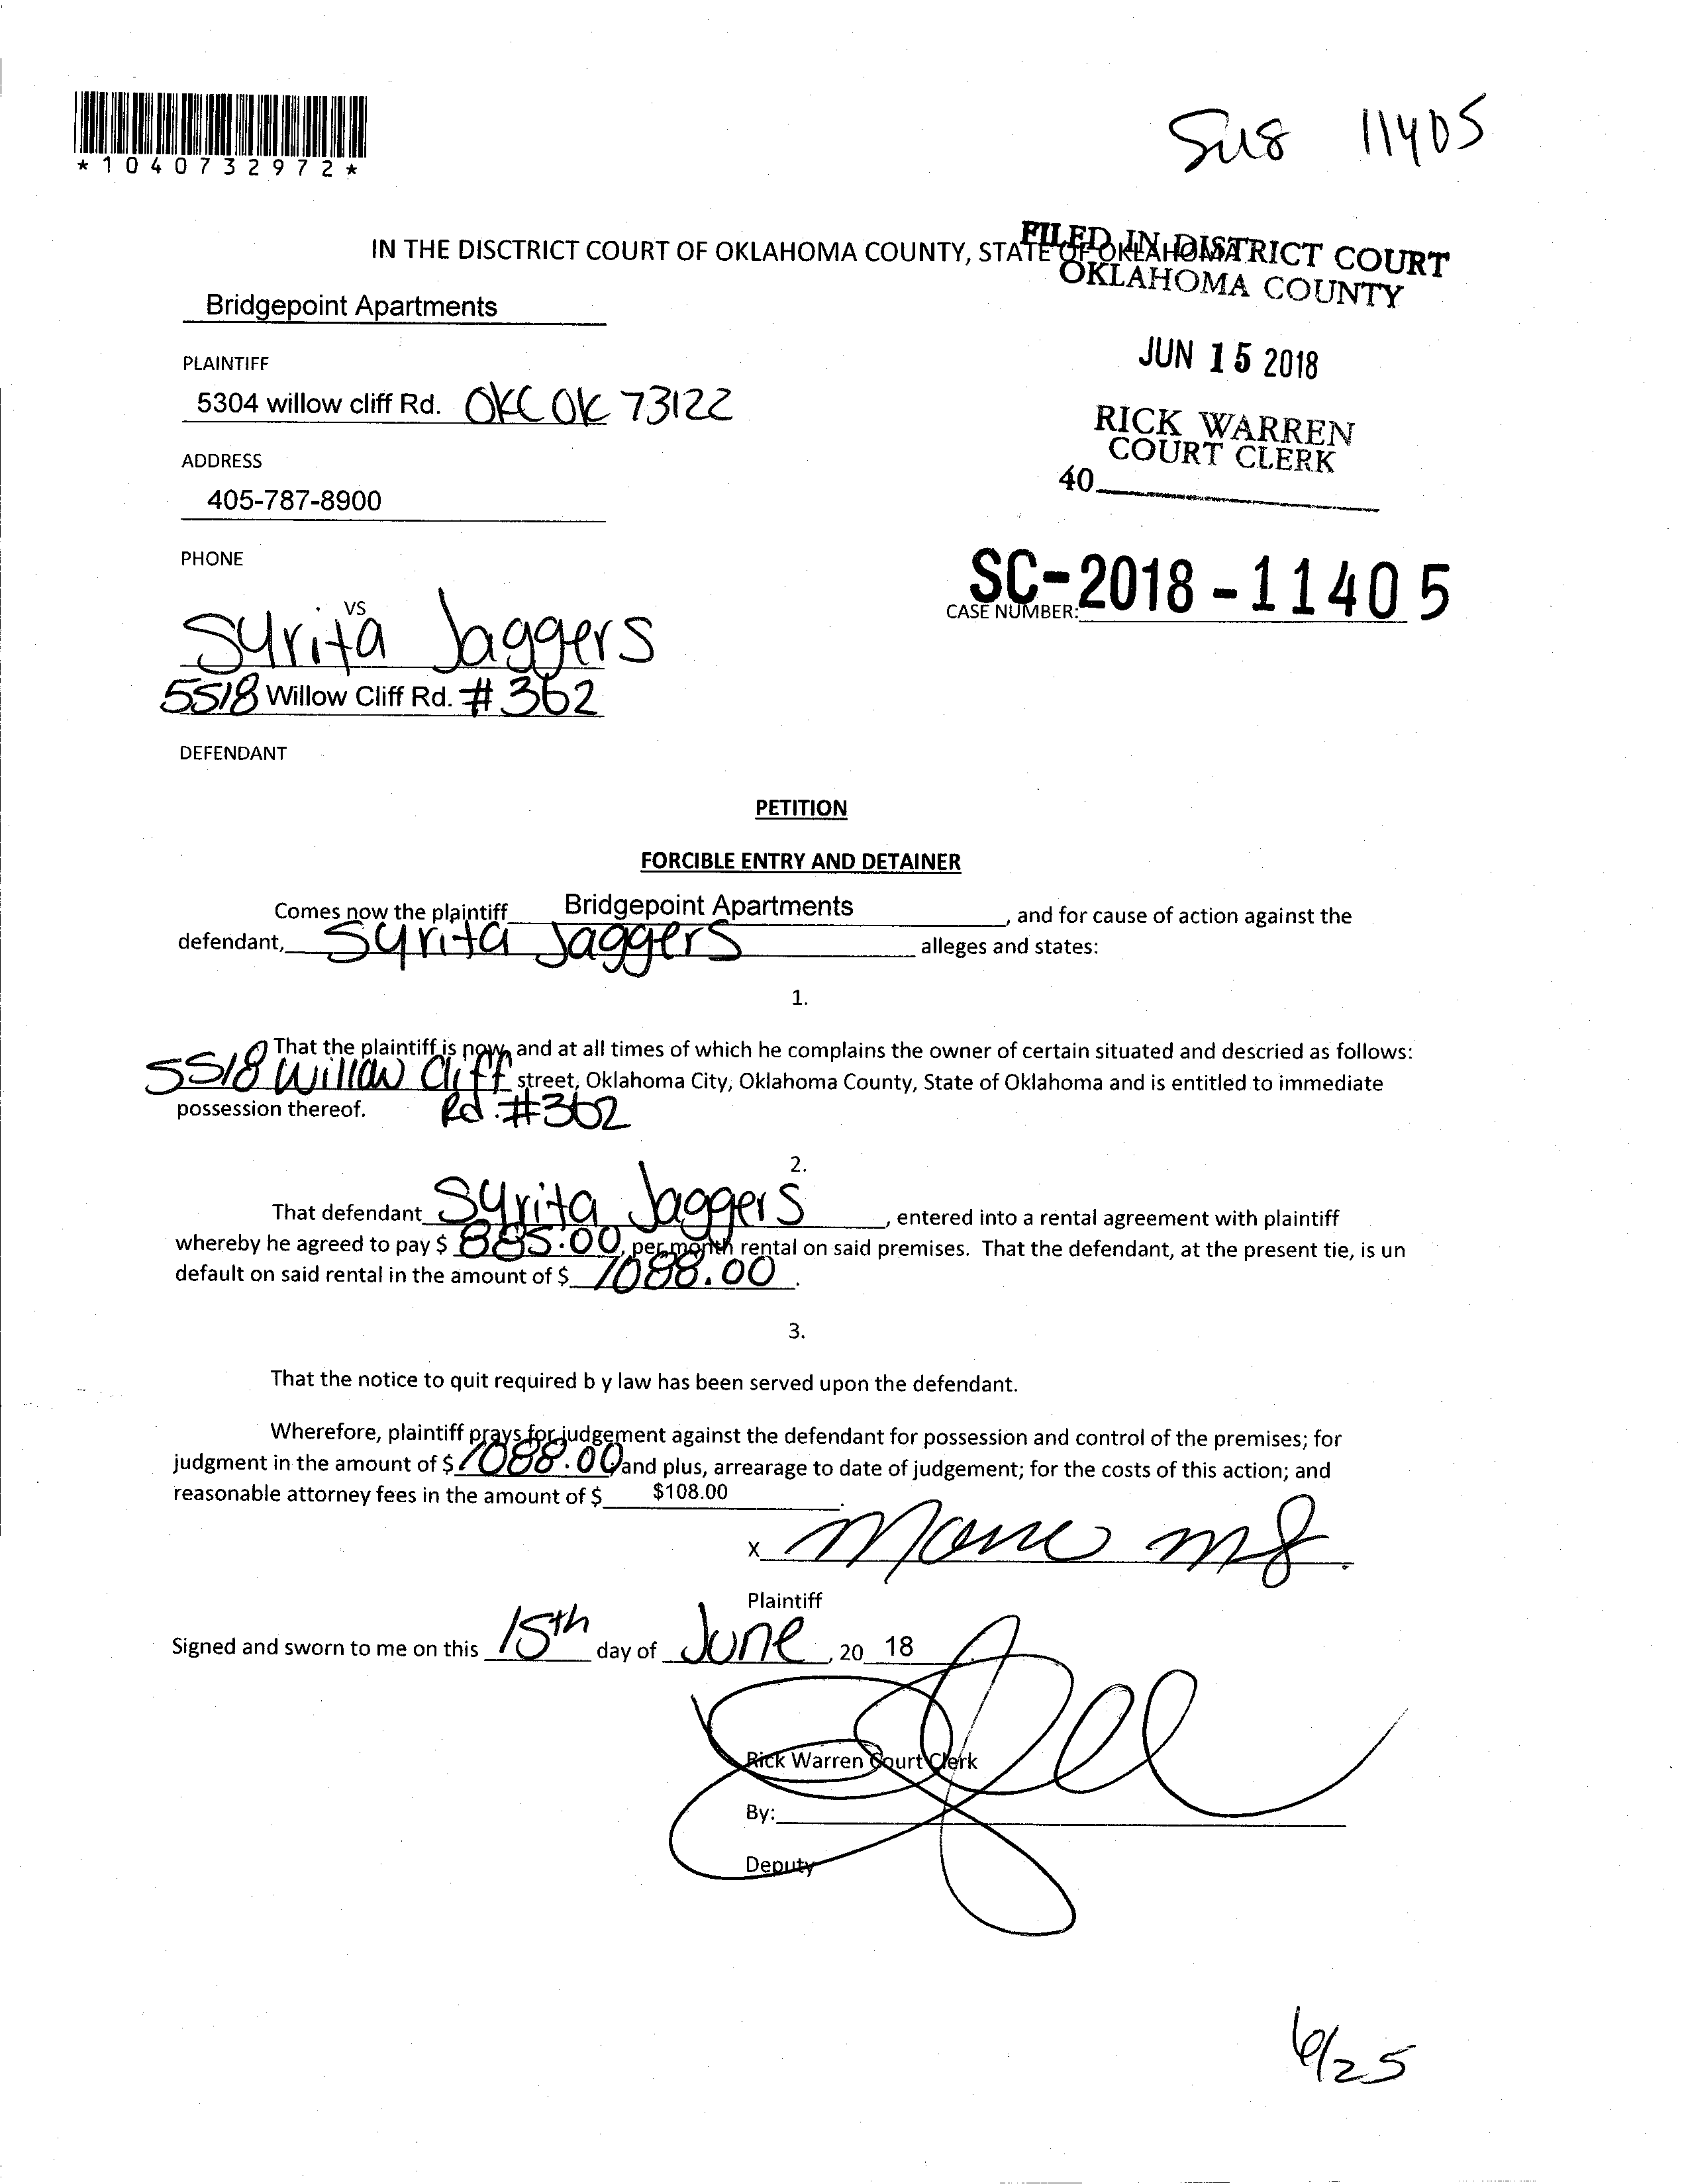 11405
*1040732972*
IN THE DISCTRICT COURT OF OKLAHOMA COUNTY, STATE OF OKLAHOMA
FILED IN DISTRICT COURT
OKLAHOMA COUNTY
Bridgepoint Apartments
JUN 15 2018
PLAINTIFF
5304 willow cliff Rd. OKC OK 73122
RICK WARREN
COURT CLERK
ADDRESS
40
405-787-8900
PHONE
SC-2018-11405
CASE NUMBER:
VS
Syrita Jaggers
5518 Willow Cliff Rd. #362
DEFENDANT
PETITION
FORCIBLE ENTRY AND DETAINER
Comes now the plaintiff Bridgepoint Apartments, and for cause of action against the
defendant, Syrita Jaggers alleges and states:
1.
That the plaintiff is now, and at all times of which he complains the owner of certain situated and descried as follows:
5518 Willow Cliff street, Oklahoma City, Oklahoma County, State of Oklahoma and is entitled to immediate
possession thereof. Rd. #362
2.
That defendant Syrita Jaggers, entered into a rental agreement with plaintiff
whereby he agreed to pay $ 885.00, per month rental on said premises. That the defendant, at the present tie, is un
default on said rental in the amount of $ 1088.00.
3.
That the notice to quit required b y law has been served upon the defendant.
Wherefore, plaintiff prays for judgement against the defendant for possession and control of the premises; for
judgment in the amount of $ 1088.00 and plus, arrearage to date of judgement; for the costs of this action; and
reasonable attorney fees in the amount of $ $108.00.
X
Plaintiff
Signed and sworn to me on this 15th day of June, 20 18
Rick Warren Court Clerk
By:
Deputy
6/25